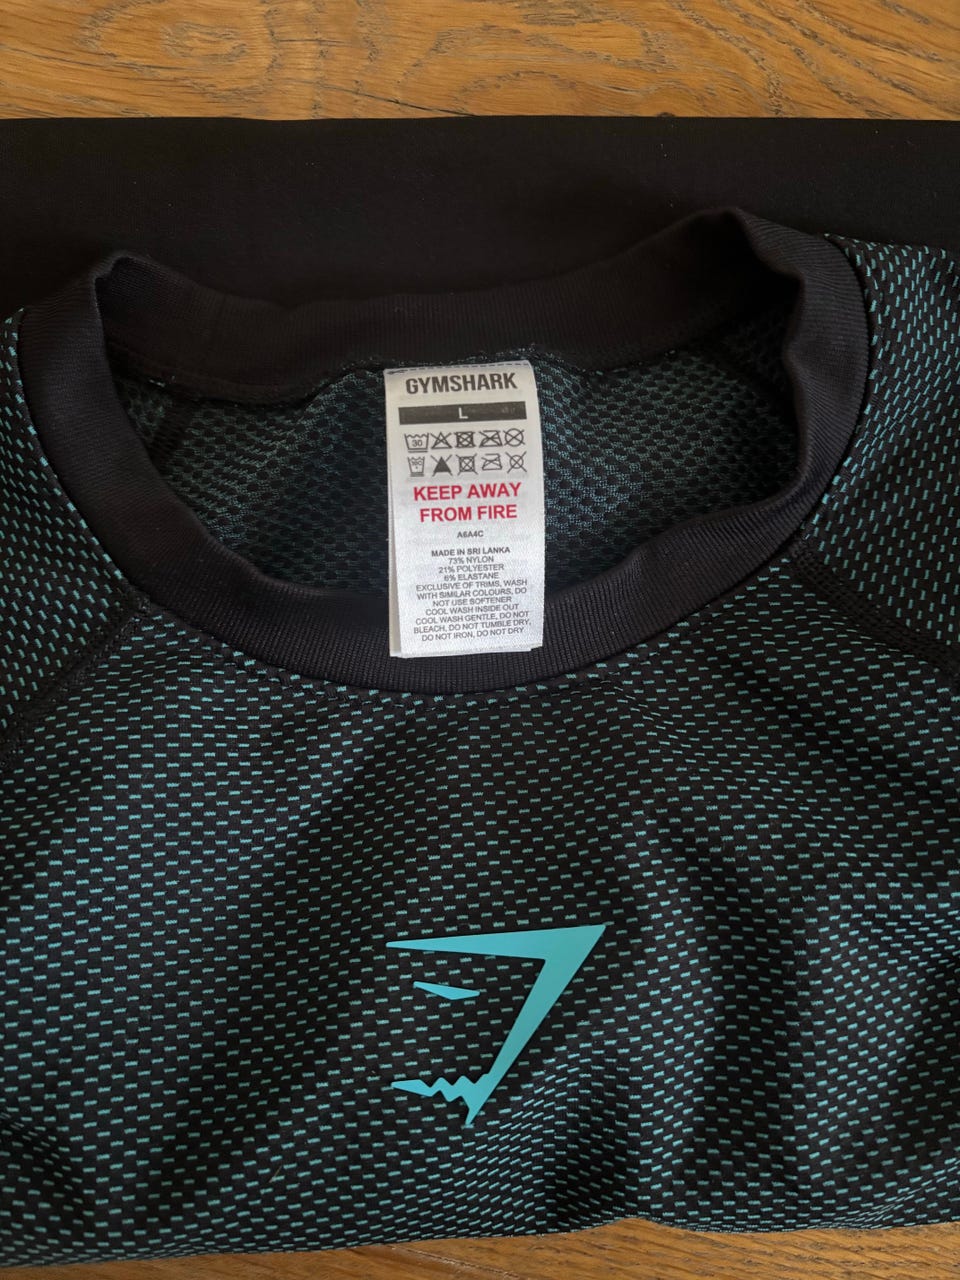 GYMSHARK
L
30
KEEP AWAY
FROM FIRE
A6A4C
MADE IN SRI LANKA
73% NYLON
21% POLYESTER
6% ELASTANE
EXCLUSIVE OF TRIMS, WASH
WITH SIMILAR COLOURS, DO
NOT USE SOFTENER
COOL WASH INSIDE OUT
COOL WASH GENTLE, DO NOT
BLEACH, DO NOT TUMBLE DRY,
DO NOT IRON, DO NOT DRY